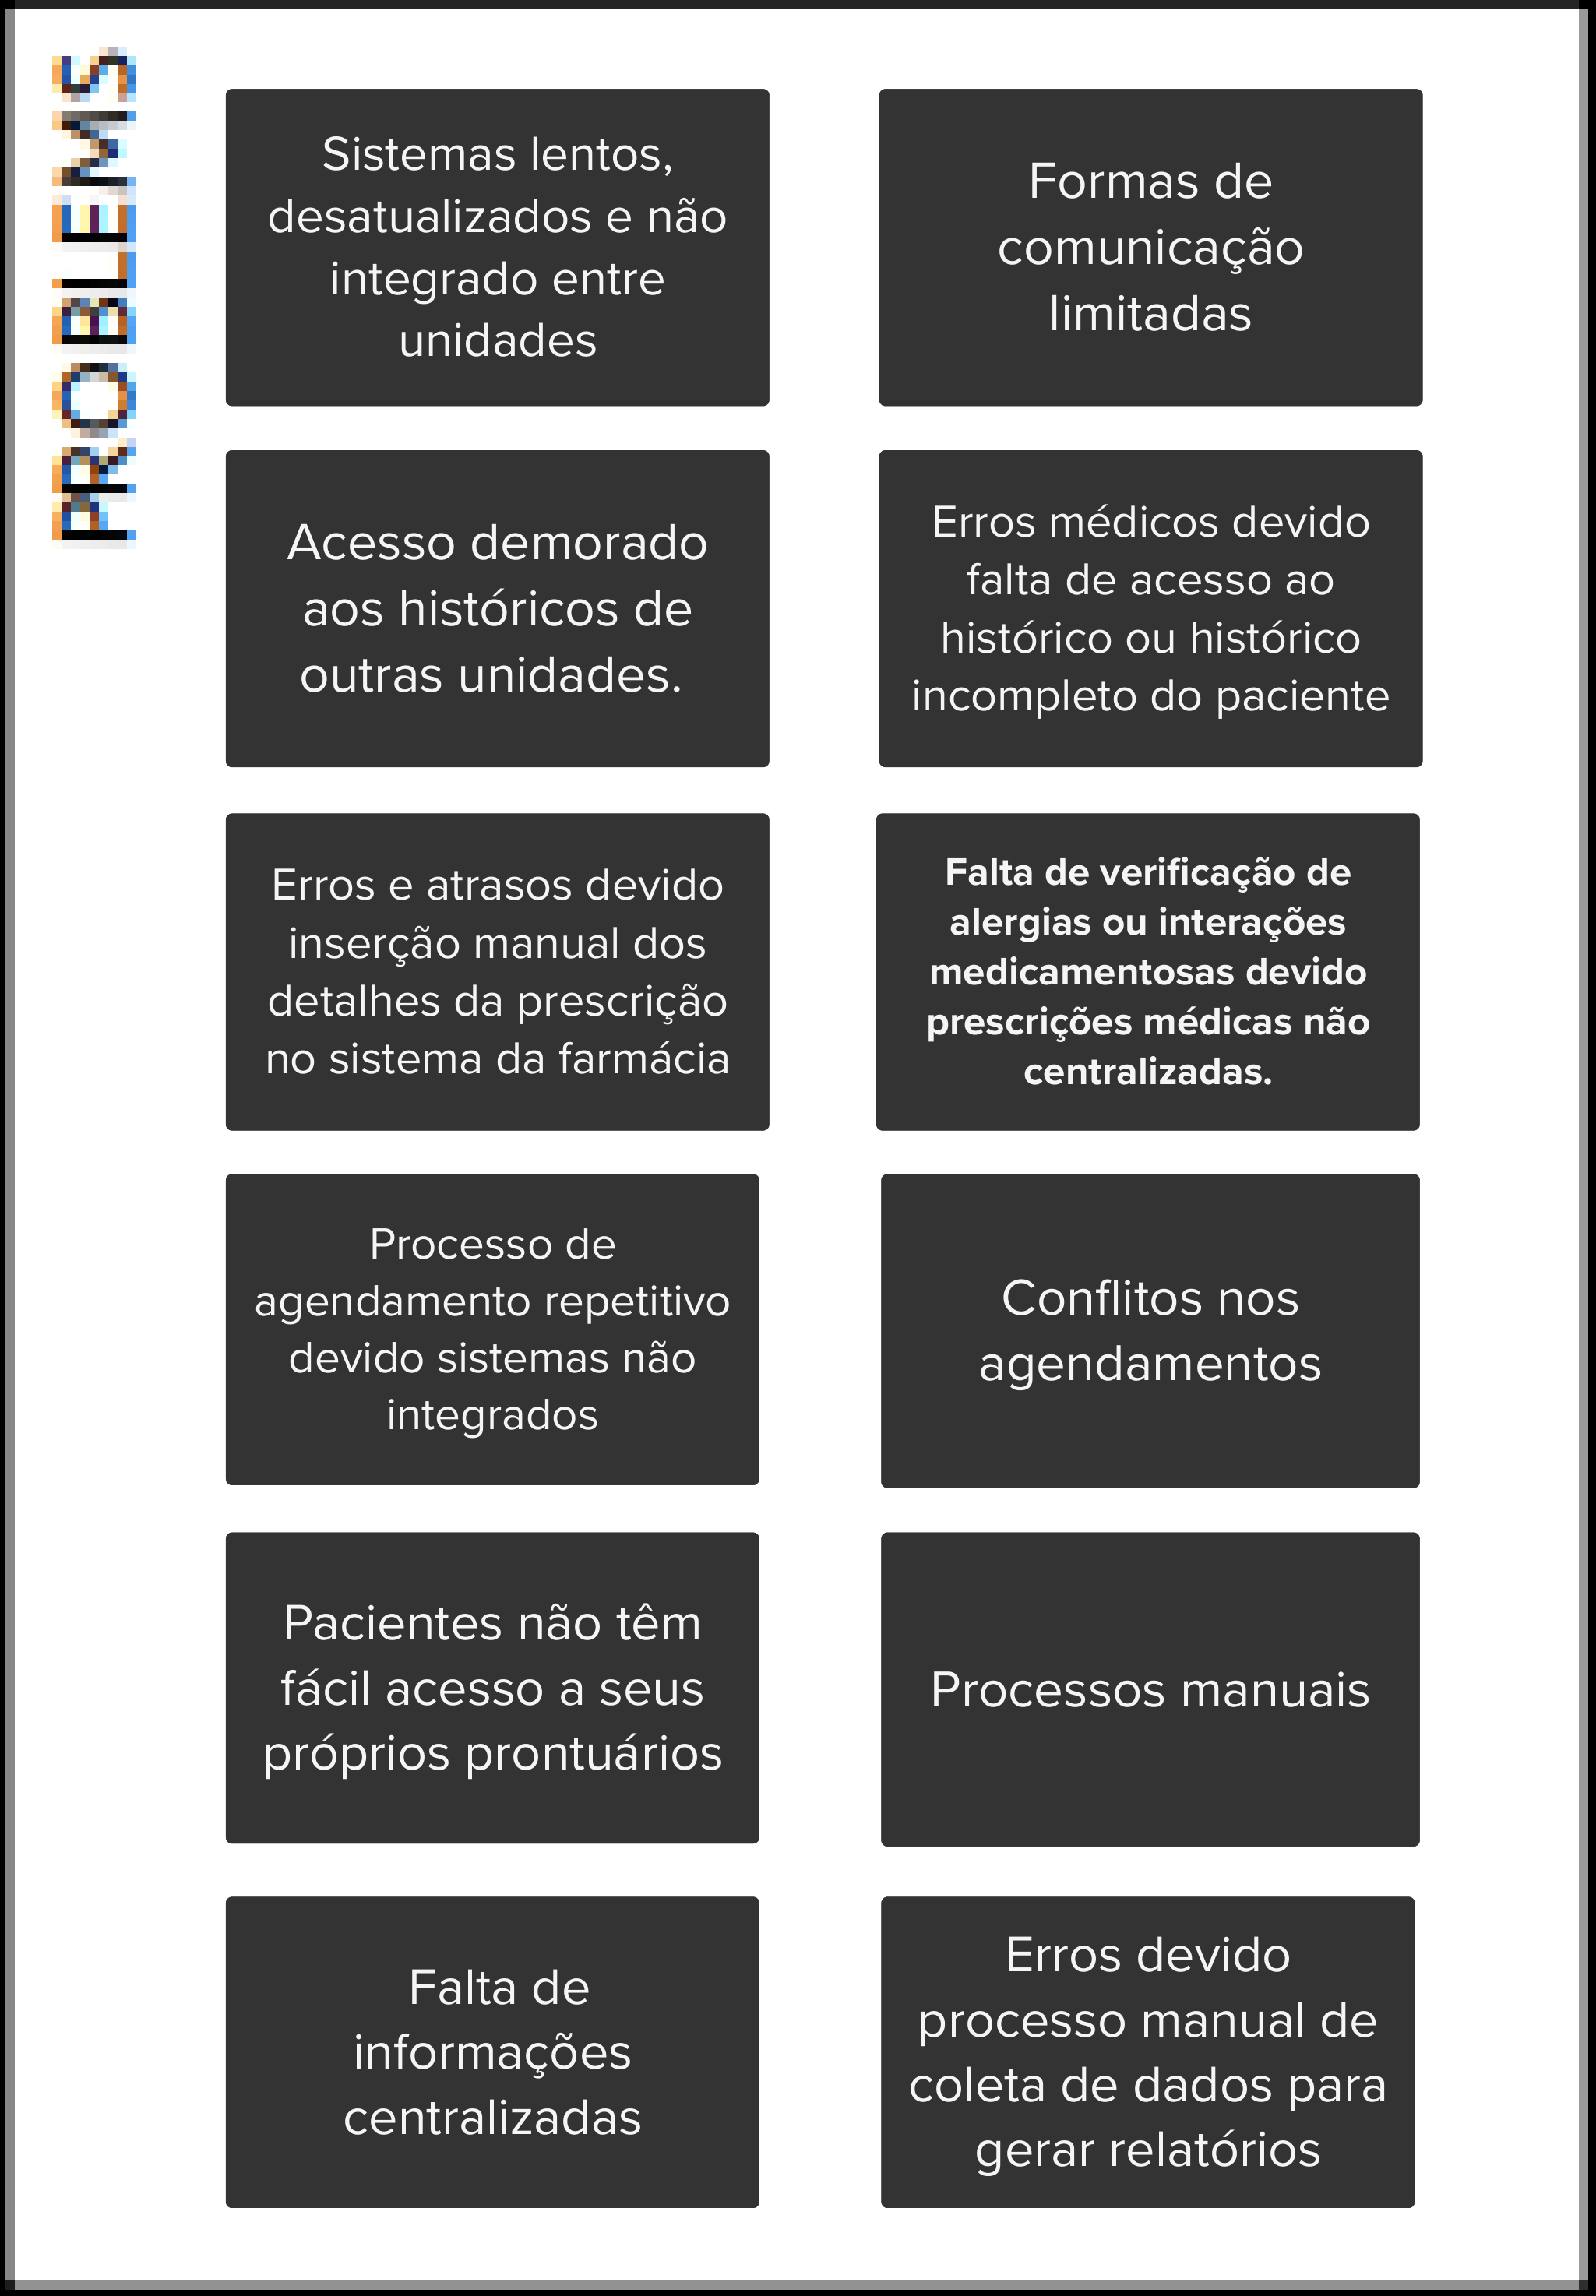 PROBLEMS
Sistemas lentos,
desatualizados e não
integrado entre
unidades
Formas de
comunicação
limitadas
Acesso demorado
aos históricos de
outras unidades.
Erros médicos devido
falta de acesso ao
histórico ou histórico
incompleto do paciente
Erros e atrasos devido
inserção manual dos
detalhes da prescrição
no sistema da farmácia
Falta de verificação de
alergias ou interações
medicamentosas devido
prescrições médicas não
centralizadas.
Processo de
agendamento repetitivo
devido sistemas não
integrados
Conflitos nos
agendamentos
Pacientes não têm
fácil acesso a seus
próprios prontuários
Processos manuais
Falta de
informações
centralizadas
Erros devido
processo manual de
coleta de dados para
gerar relatórios